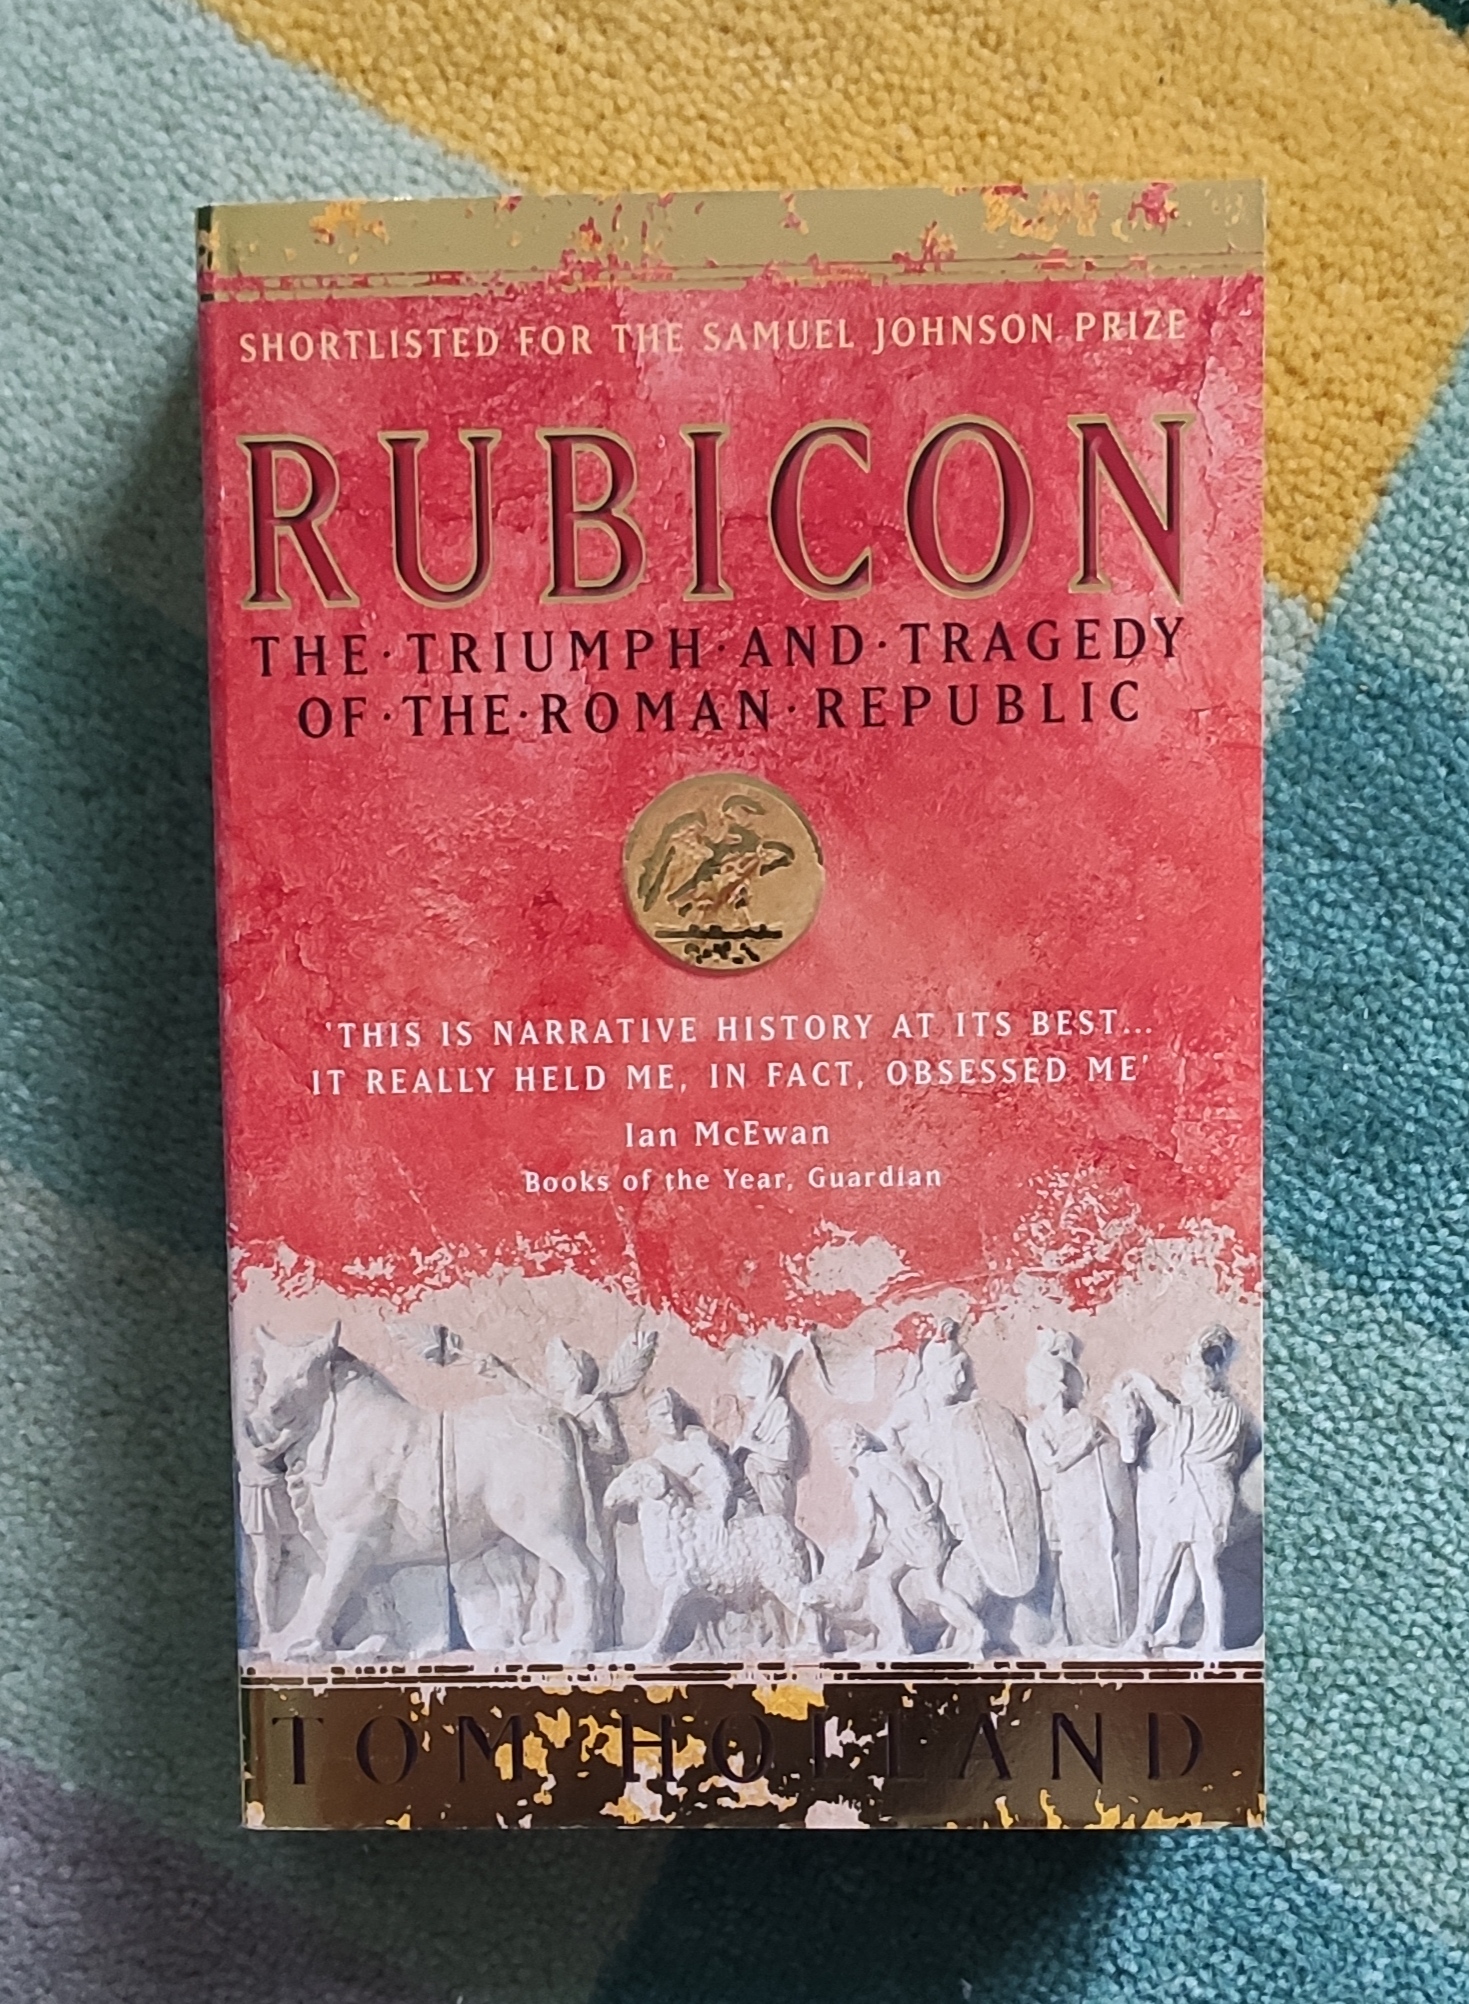 SHORTLISTED FOR THE SAMUEL JOHNSON PRIZE
RUBICON
THE·TRIUMPH·AND·TRAGEDY
OF·THE·ROMAN·REPUBLIC
'THIS IS NARRATIVE HISTORY AT ITS BEST...
IT REALLY HELD ME, IN FACT, OBSESSED ME'
Ian McEwan
Books of the Year, Guardian
TOM HOLLAND